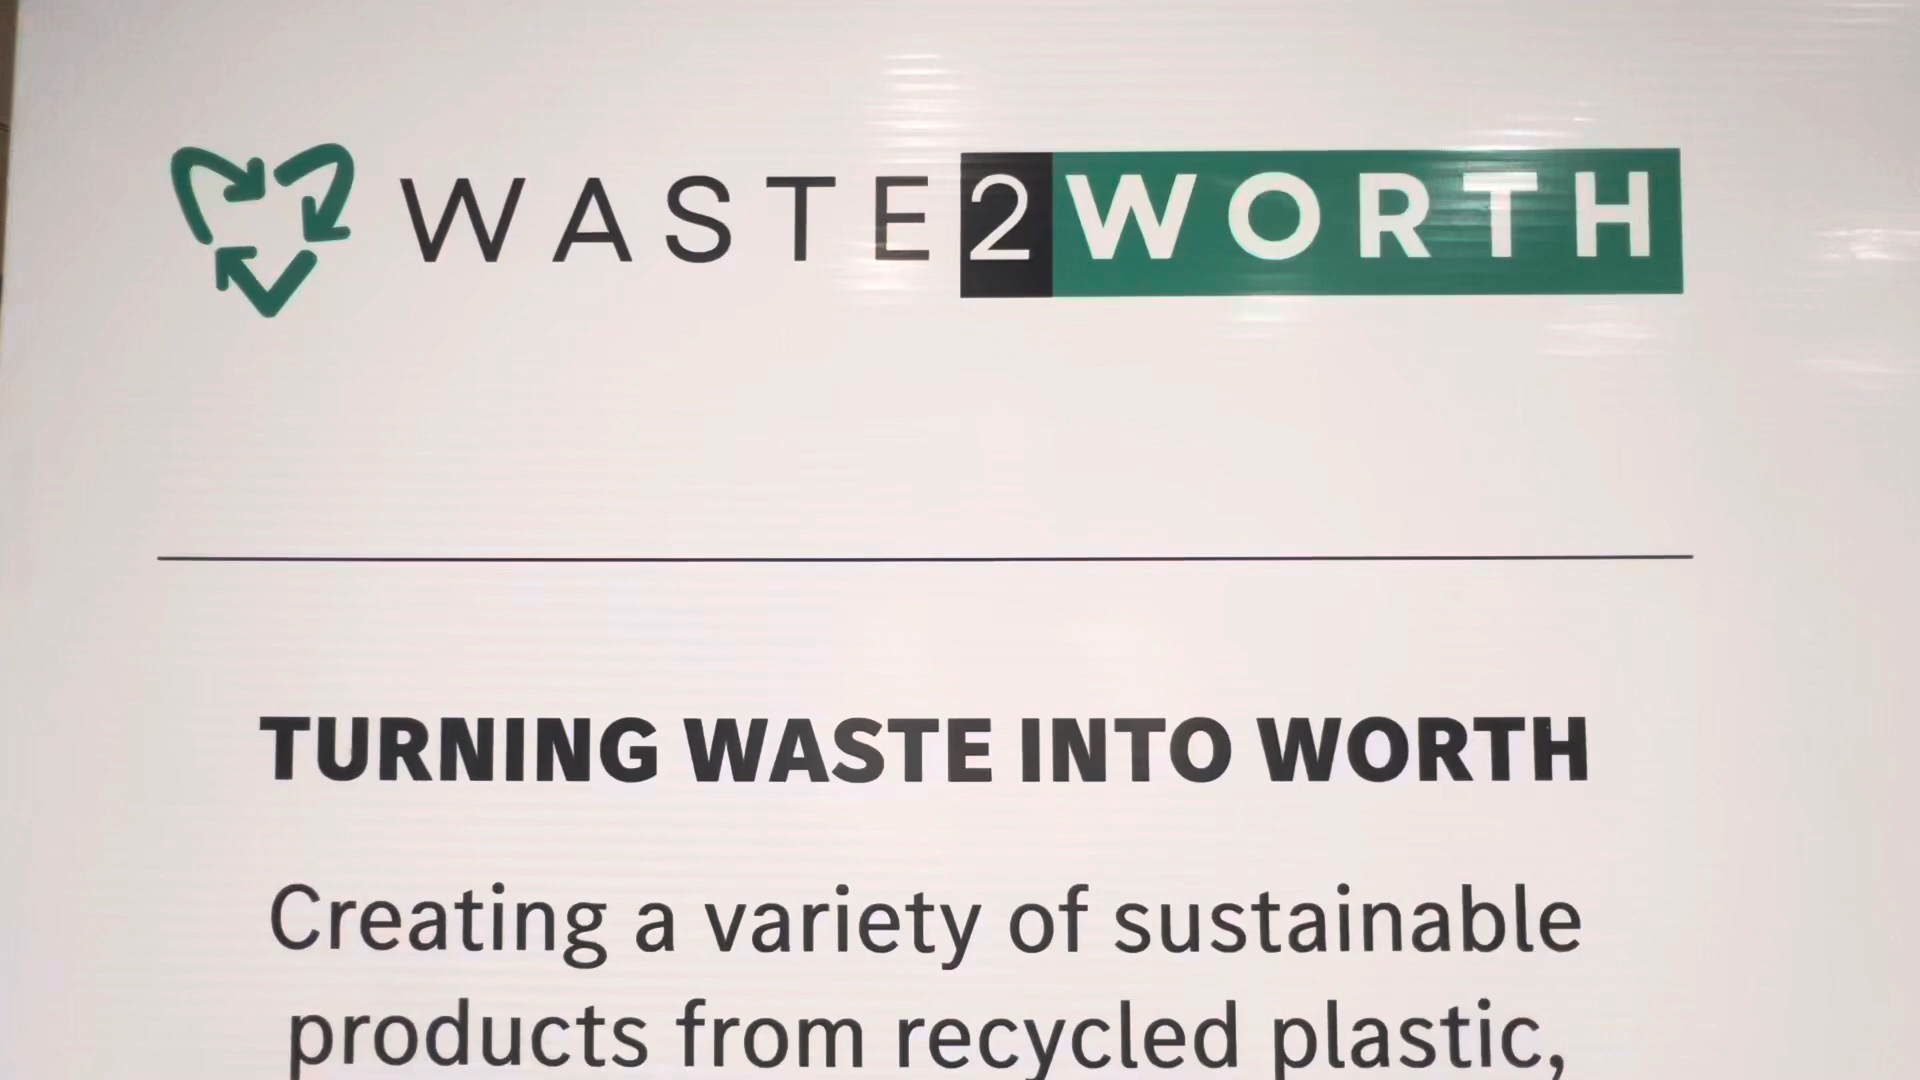 WASTE2WORTH
TURNING WASTE INTO WORTH
Creating a variety of sustainable
products from recycled plastic,